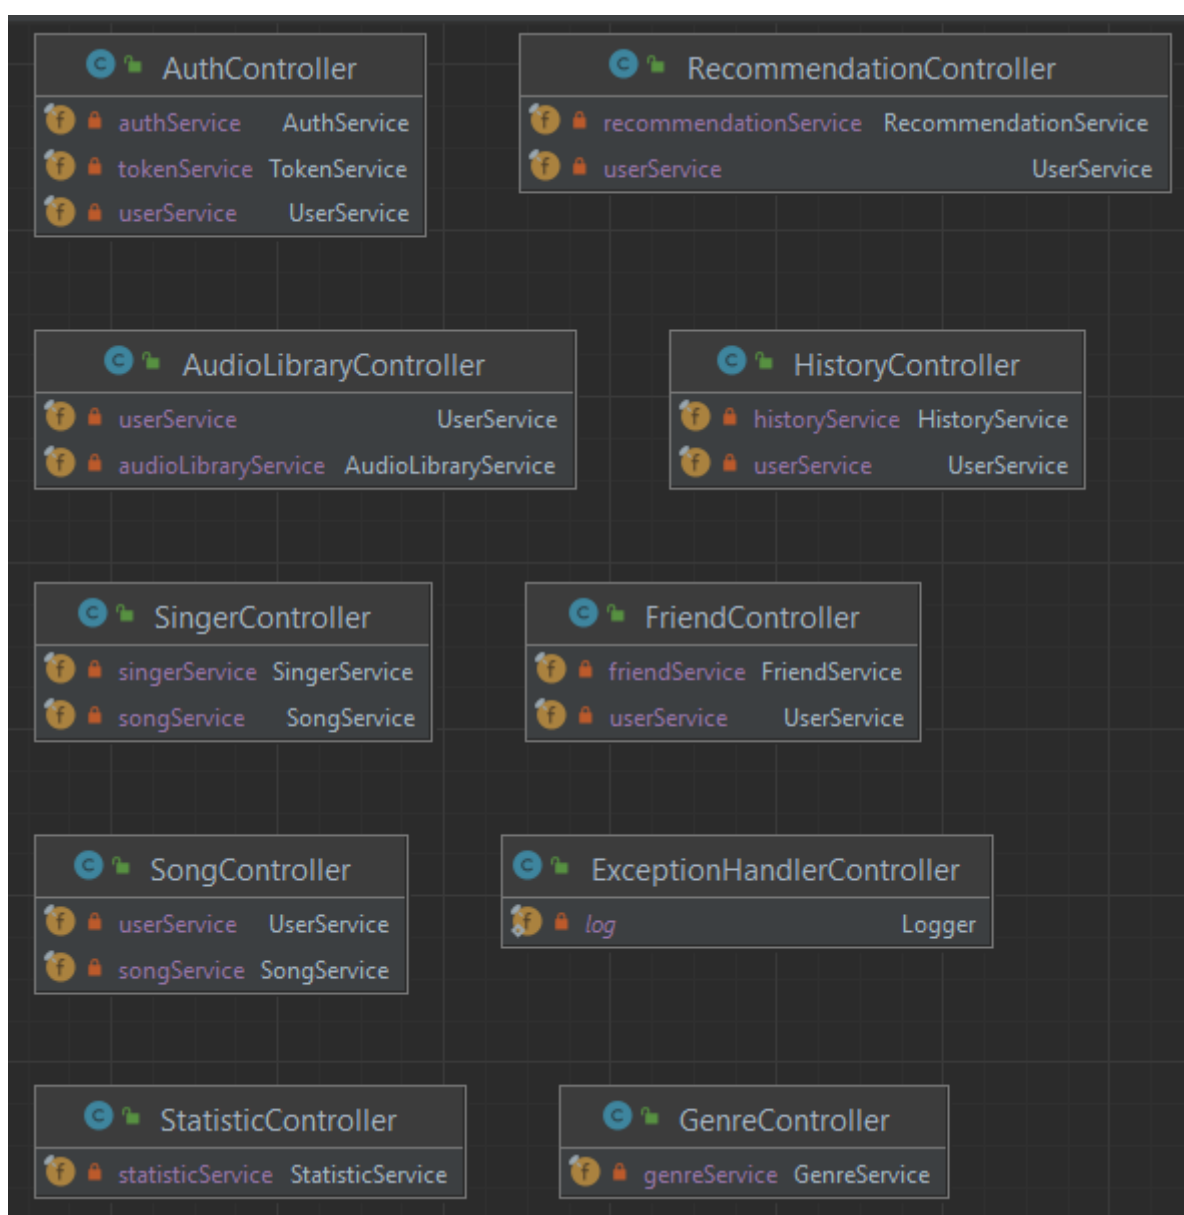 AuthController
authService AuthService
tokenService TokenService
userService UserService
RecommendationController
recommendationService RecommendationService
userService UserService
AudioLibraryController
userService UserService
audioLibraryService AudioLibraryService
HistoryController
historyService HistoryService
userService UserService
SingerController
singerService SingerService
songService SongService
FriendController
friendService FriendService
userService UserService
SongController
userService UserService
songService SongService
ExceptionHandlerController
log Logger
StatisticController
statisticService StatisticService
GenreController
genreService GenreService